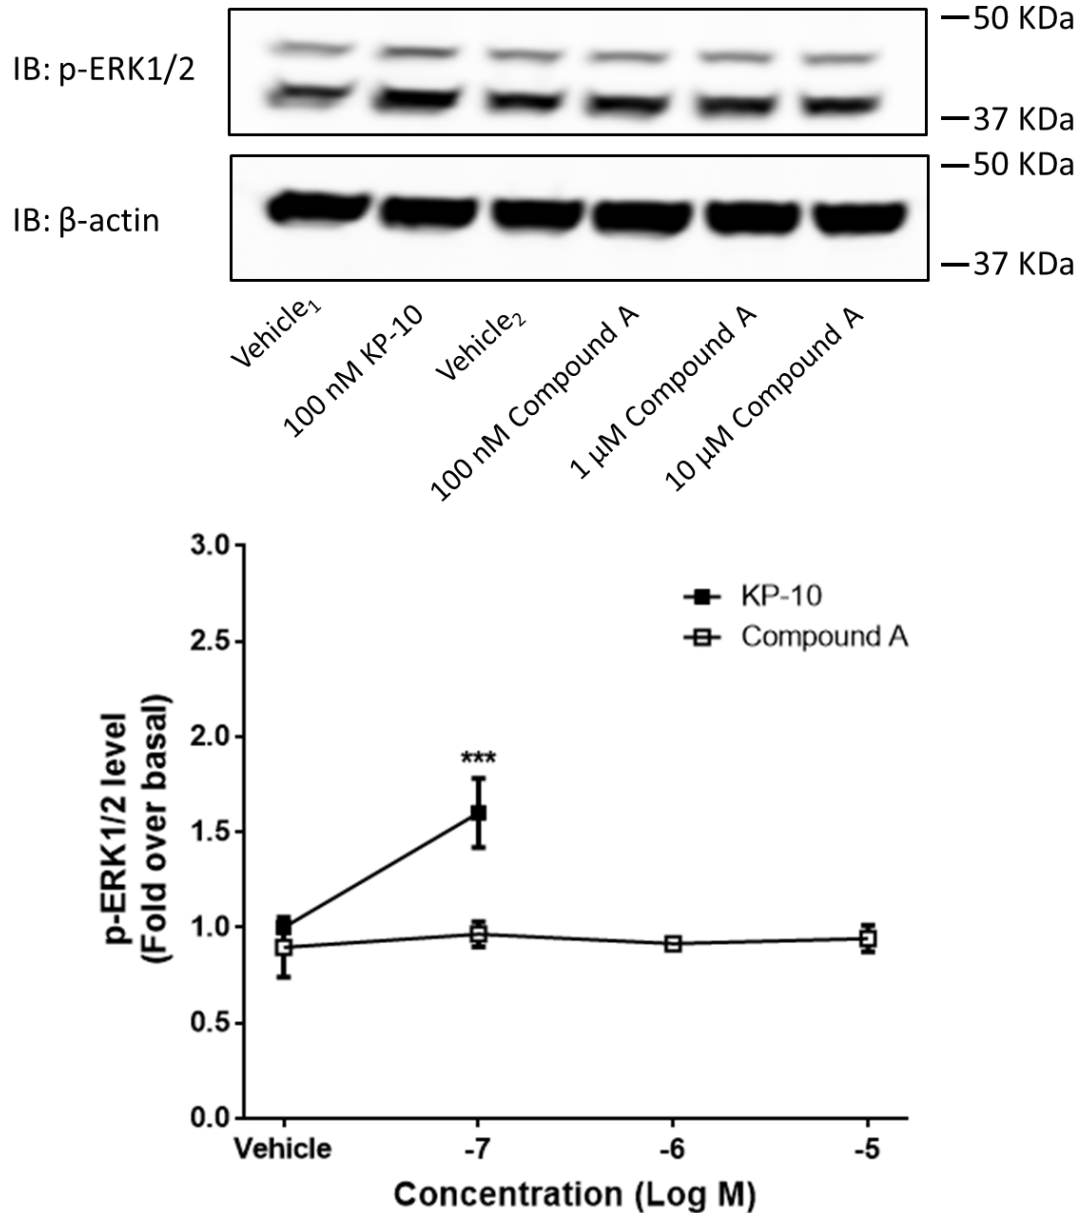 50 KDa
IB: p-ERK1/2
37 KDa
50 KDa
IB: β-actin
37 KDa
Vehicle₁
100 nM KP-10
Vehicle₂
100 nM Compound A
1 μM Compound A
10 μM Compound A
3.0
2.5
2.0
1.5
1.0
0.5
0.0
KP-10
Compound A
***
p-ERK1/2 level
(Fold over basal)
Vehicle -7 -6 -5
Concentration (Log M)